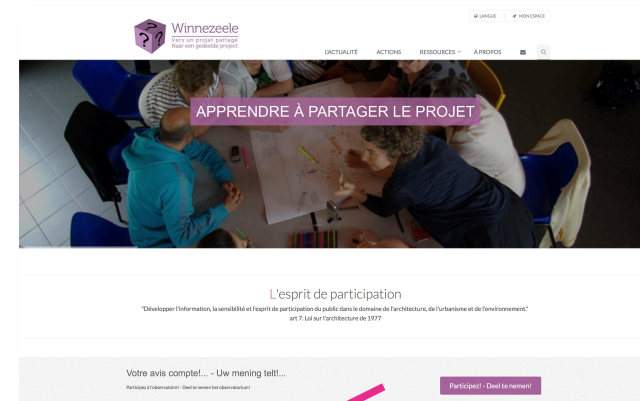 LANGUE
MON ESPACE
Winnezeele
Vers un projet partagé
Naar een gedeelde project
L'ACTUALITÉ
ACTIONS
RESSOURCES
À PROPOS
APPRENDRE À PARTAGER LE PROJET
L'esprit de participation
"Développer l'information, la sensibilité et l'esprit de participation du public dans le domaine de l'architecture, de l'urbanisme et de l'environnement."
art 7. Loi sur l'architecture de 1977
Votre avis compte!... - Uw mening telt!...
Participez à l'observatoire! - Deel te nemen het observatorium!
Participez! - Deel te nemen!